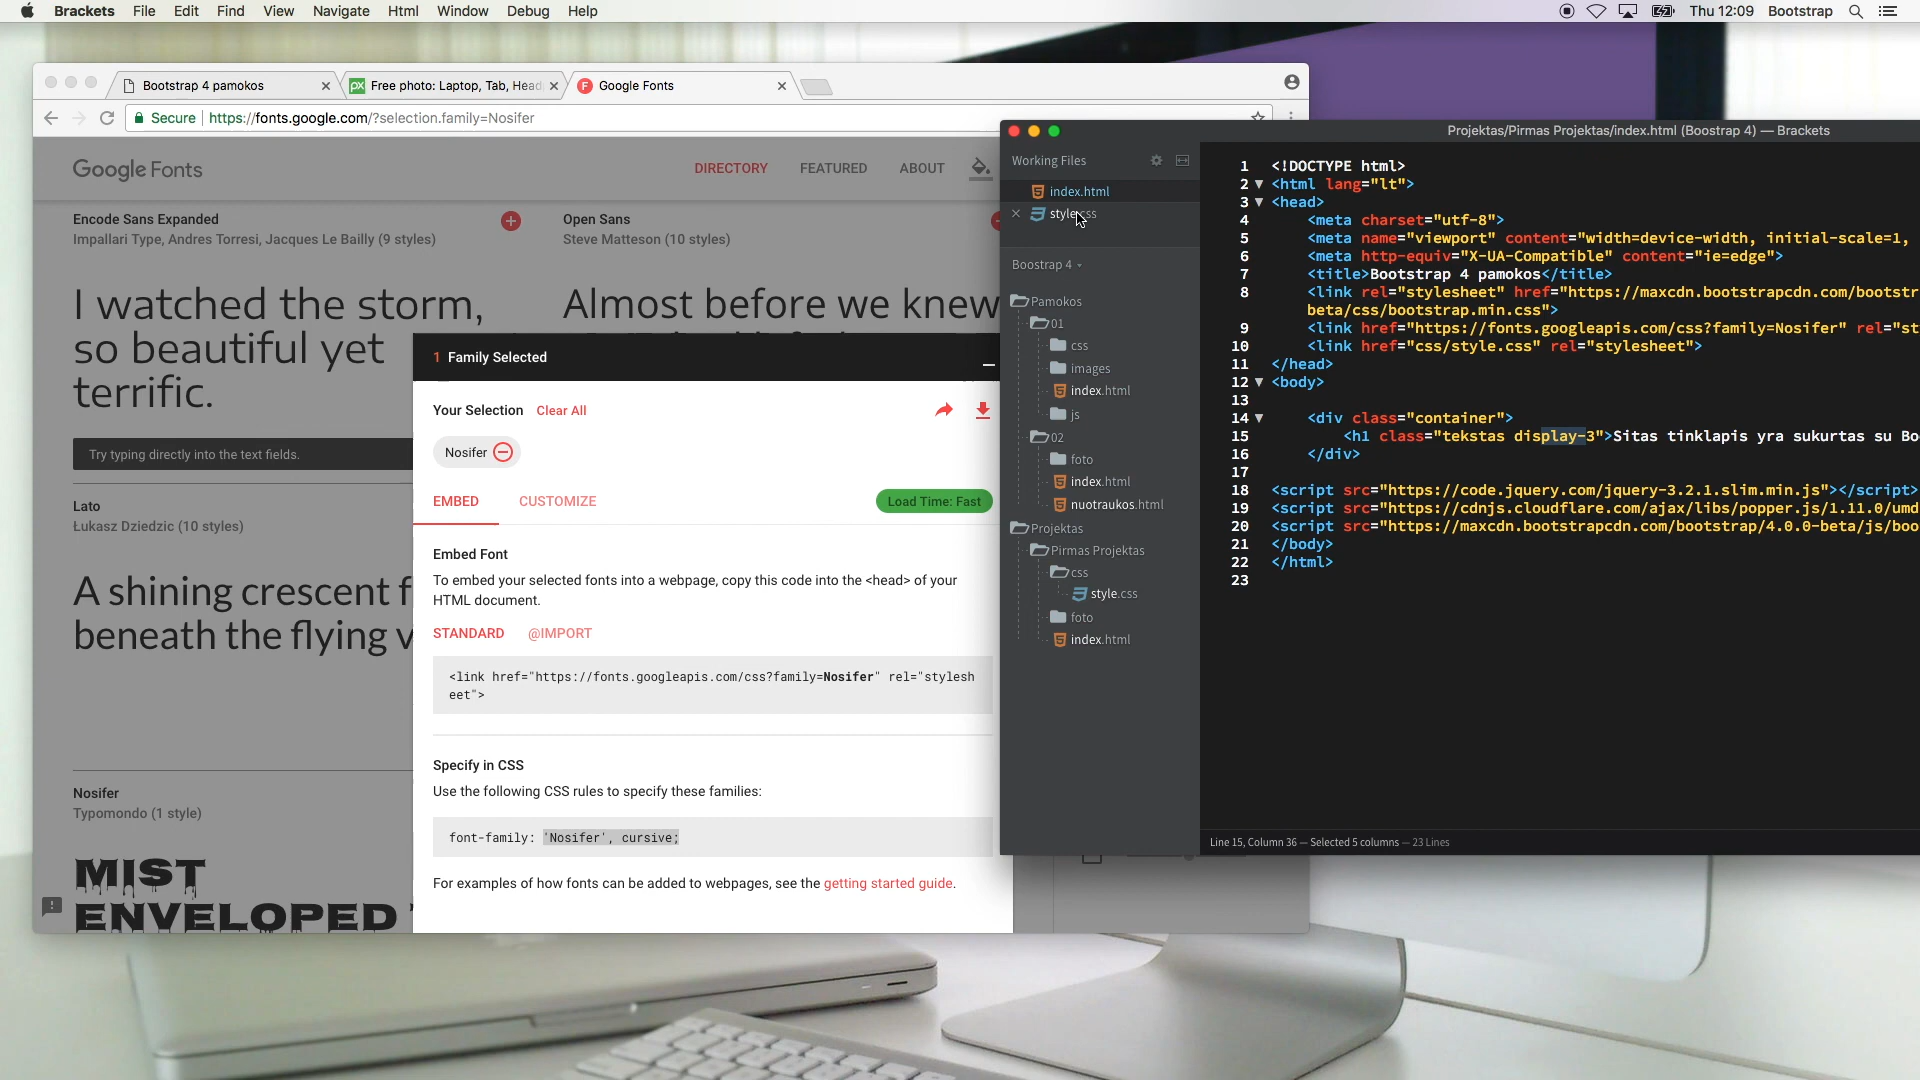 Brackets File Edit Find View Navigate Html Window Debug Help
Thu 12:09 Bootstrap
Bootstrap 4 pamokos
Free photo: Laptop, Tab, Head
Google Fonts
Secure https://fonts.google.com/?selection.family=Nosifer
Google Fonts
DIRECTORY FEATURED ABOUT
Encode Sans Expanded
Impallari Type, Andres Torresi, Jacques Le Bailly (9 styles)
I watched the storm,
so beautiful yet
terrific.
Open Sans
Steve Matteson (10 styles)
Almost before we knew
Try typing directly into the text fields.
Lato
Łukasz Dziedzic (10 styles)
A shining crescent f
beneath the flying v
Nosifer
Typomondo (1 style)
MIST
ENVELOPED
1 Family Selected
Your Selection Clear All
Nosifer
EMBED CUSTOMIZE Load Time: Fast
Embed Font
To embed your selected fonts into a webpage, copy this code into the <head> of your
HTML document.
STANDARD @IMPORT
<link href="https://fonts.googleapis.com/css?family=Nosifer" rel="stylesh
eet">
Specify in CSS
Use the following CSS rules to specify these families:
font-family: 'Nosifer', cursive;
For examples of how fonts can be added to webpages, see the getting started guide.
Projektas/Pirmas Projektas/index.html (Boostrap 4) — Brackets
Working Files
index.html
style.css
Boostrap 4
Pamokos
01
css
images
index.html
js
02
foto
index.html
nuotraukos.html
Projektas
Pirmas Projektas
css
style.css
foto
index.html
1 <!DOCTYPE html>
2 <html lang="lt">
3 <head>
4 <meta charset="utf-8">
5 <meta name="viewport" content="width=device-width, initial-scale=1,
6 <meta http-equiv="X-UA-Compatible" content="ie=edge">
7 <title>Bootstrap 4 pamokos</title>
8 <link rel="stylesheet" href="https://maxcdn.bootstrapcdn.com/bootstr
beta/css/bootstrap.min.css">
9 <link href="https://fonts.googleapis.com/css?family=Nosifer" rel="st
10 <link href="css/style.css" rel="stylesheet">
11 </head>
12 <body>
13
14 <div class="container">
15 <h1 class="tekstas display-3">Sitas tinklapis yra sukurtas su Bo
16 </div>
17
18 <script src="https://code.jquery.com/jquery-3.2.1.slim.min.js"></script>
19 <script src="https://cdnjs.cloudflare.com/ajax/libs/popper.js/1.11.0/umd
20 <script src="https://maxcdn.bootstrapcdn.com/bootstrap/4.0.0-beta/js/boo
21 </body>
22 </html>
23
Line 15, Column 36 — Selected 5 columns — 23 Lines